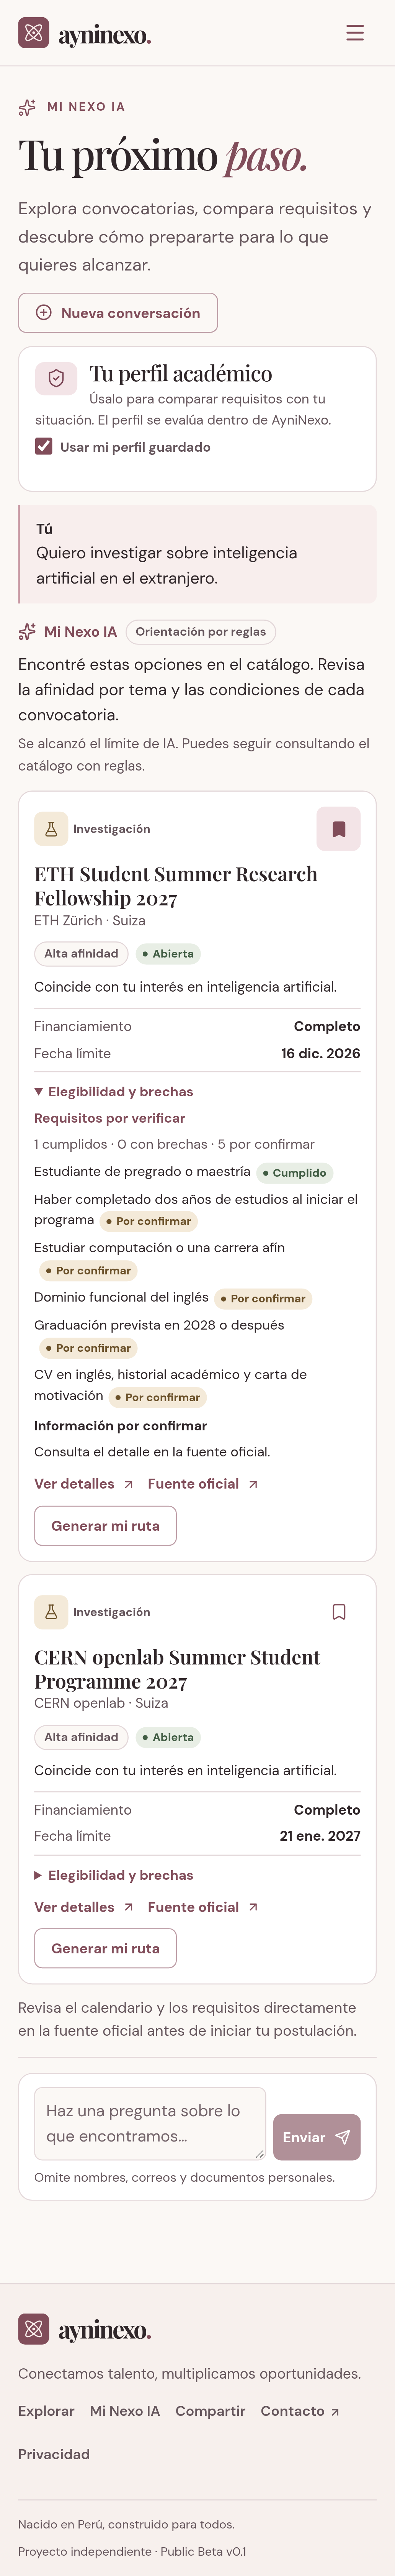 ayninexo.
MI NEXO IA
Tu próximo paso.
Explora convocatorias, compara requisitos y
descubre cómo prepararte para lo que
quieres alcanzar.
Nueva conversación
Tu perfil académico
Úsalo para comparar requisitos con tu
situación. El perfil se evalúa dentro de AyniNexo.
Usar mi perfil guardado
Tú
Quiero investigar sobre inteligencia
artificial en el extranjero.
Mi Nexo IA Orientación por reglas
Encontré estas opciones en el catálogo. Revisa
la afinidad por tema y las condiciones de cada
convocatoria.
Se alcanzó el límite de IA. Puedes seguir consultando el
catálogo con reglas.
Investigación
ETH Student Summer Research
Fellowship 2027
ETH Zürich · Suiza
Alta afinidad Abierta
Coincide con tu interés en inteligencia artificial.
Financiamiento Completo
Fecha límite 16 dic. 2026
Elegibilidad y brechas
Requisitos por verificar
1 cumplidos · 0 con brechas · 5 por confirmar
Estudiante de pregrado o maestría Cumplido
Haber completado dos años de estudios al iniciar el
programa Por confirmar
Estudiar computación o una carrera afín
Por confirmar
Dominio funcional del inglés Por confirmar
Graduación prevista en 2028 o después
Por confirmar
CV en inglés, historial académico y carta de
motivación Por confirmar
Información por confirmar
Consulta el detalle en la fuente oficial.
Ver detalles Fuente oficial
Generar mi ruta
Investigación
CERN openlab Summer Student
Programme 2027
CERN openlab · Suiza
Alta afinidad Abierta
Coincide con tu interés en inteligencia artificial.
Financiamiento Completo
Fecha límite 21 ene. 2027
Elegibilidad y brechas
Ver detalles Fuente oficial
Generar mi ruta
Revisa el calendario y los requisitos directamente
en la fuente oficial antes de iniciar tu postulación.
Haz una pregunta sobre lo
que encontramos…
Enviar
Omite nombres, correos y documentos personales.
ayninexo.
Conectamos talento, multiplicamos oportunidades.
Explorar Mi Nexo IA Compartir Contacto
Privacidad
Nacido en Perú, construido para todos.
Proyecto independiente · Public Beta v0.1